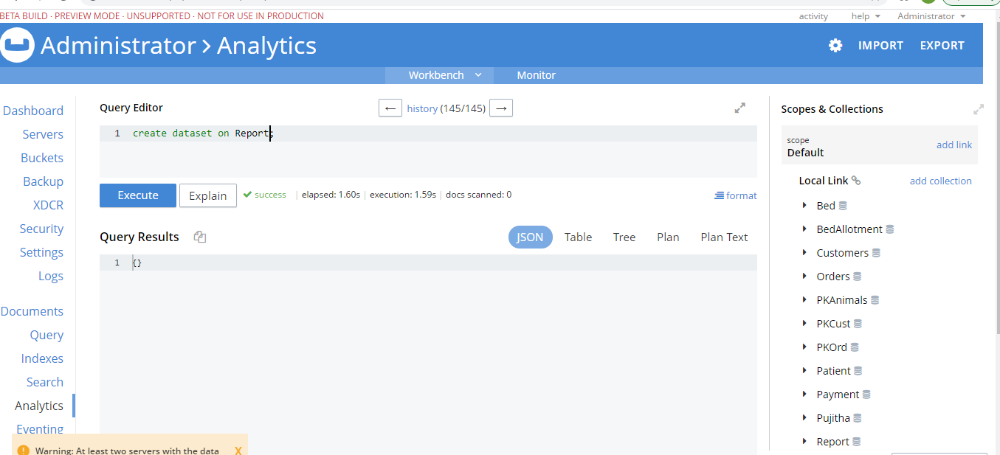 BETA BUILD · PREVIEW MODE · UNSUPPORTED · NOT FOR USE IN PRODUCTION
activity help Administrator
Administrator > Analytics
IMPORT EXPORT
Workbench Monitor
Dashboard
Servers
Buckets
Backup
XDCR
Security
Settings
Logs
Documents
Query
Indexes
Search
Analytics
Eventing
Query Editor
← history (145/145) →
1 create dataset on Report;
Execute Explain success | elapsed: 1.60s | execution: 1.59s | docs scanned: 0
format
Query Results
JSON Table Tree Plan Plan Text
1 {}
Scopes & Collections
scope
Default
add link
Local Link
add collection
Bed
BedAllotment
Customers
Orders
PKAnimals
PKCust
PKOrd
Patient
Payment
Pujitha
Report
! Warning: At least two servers with the data X